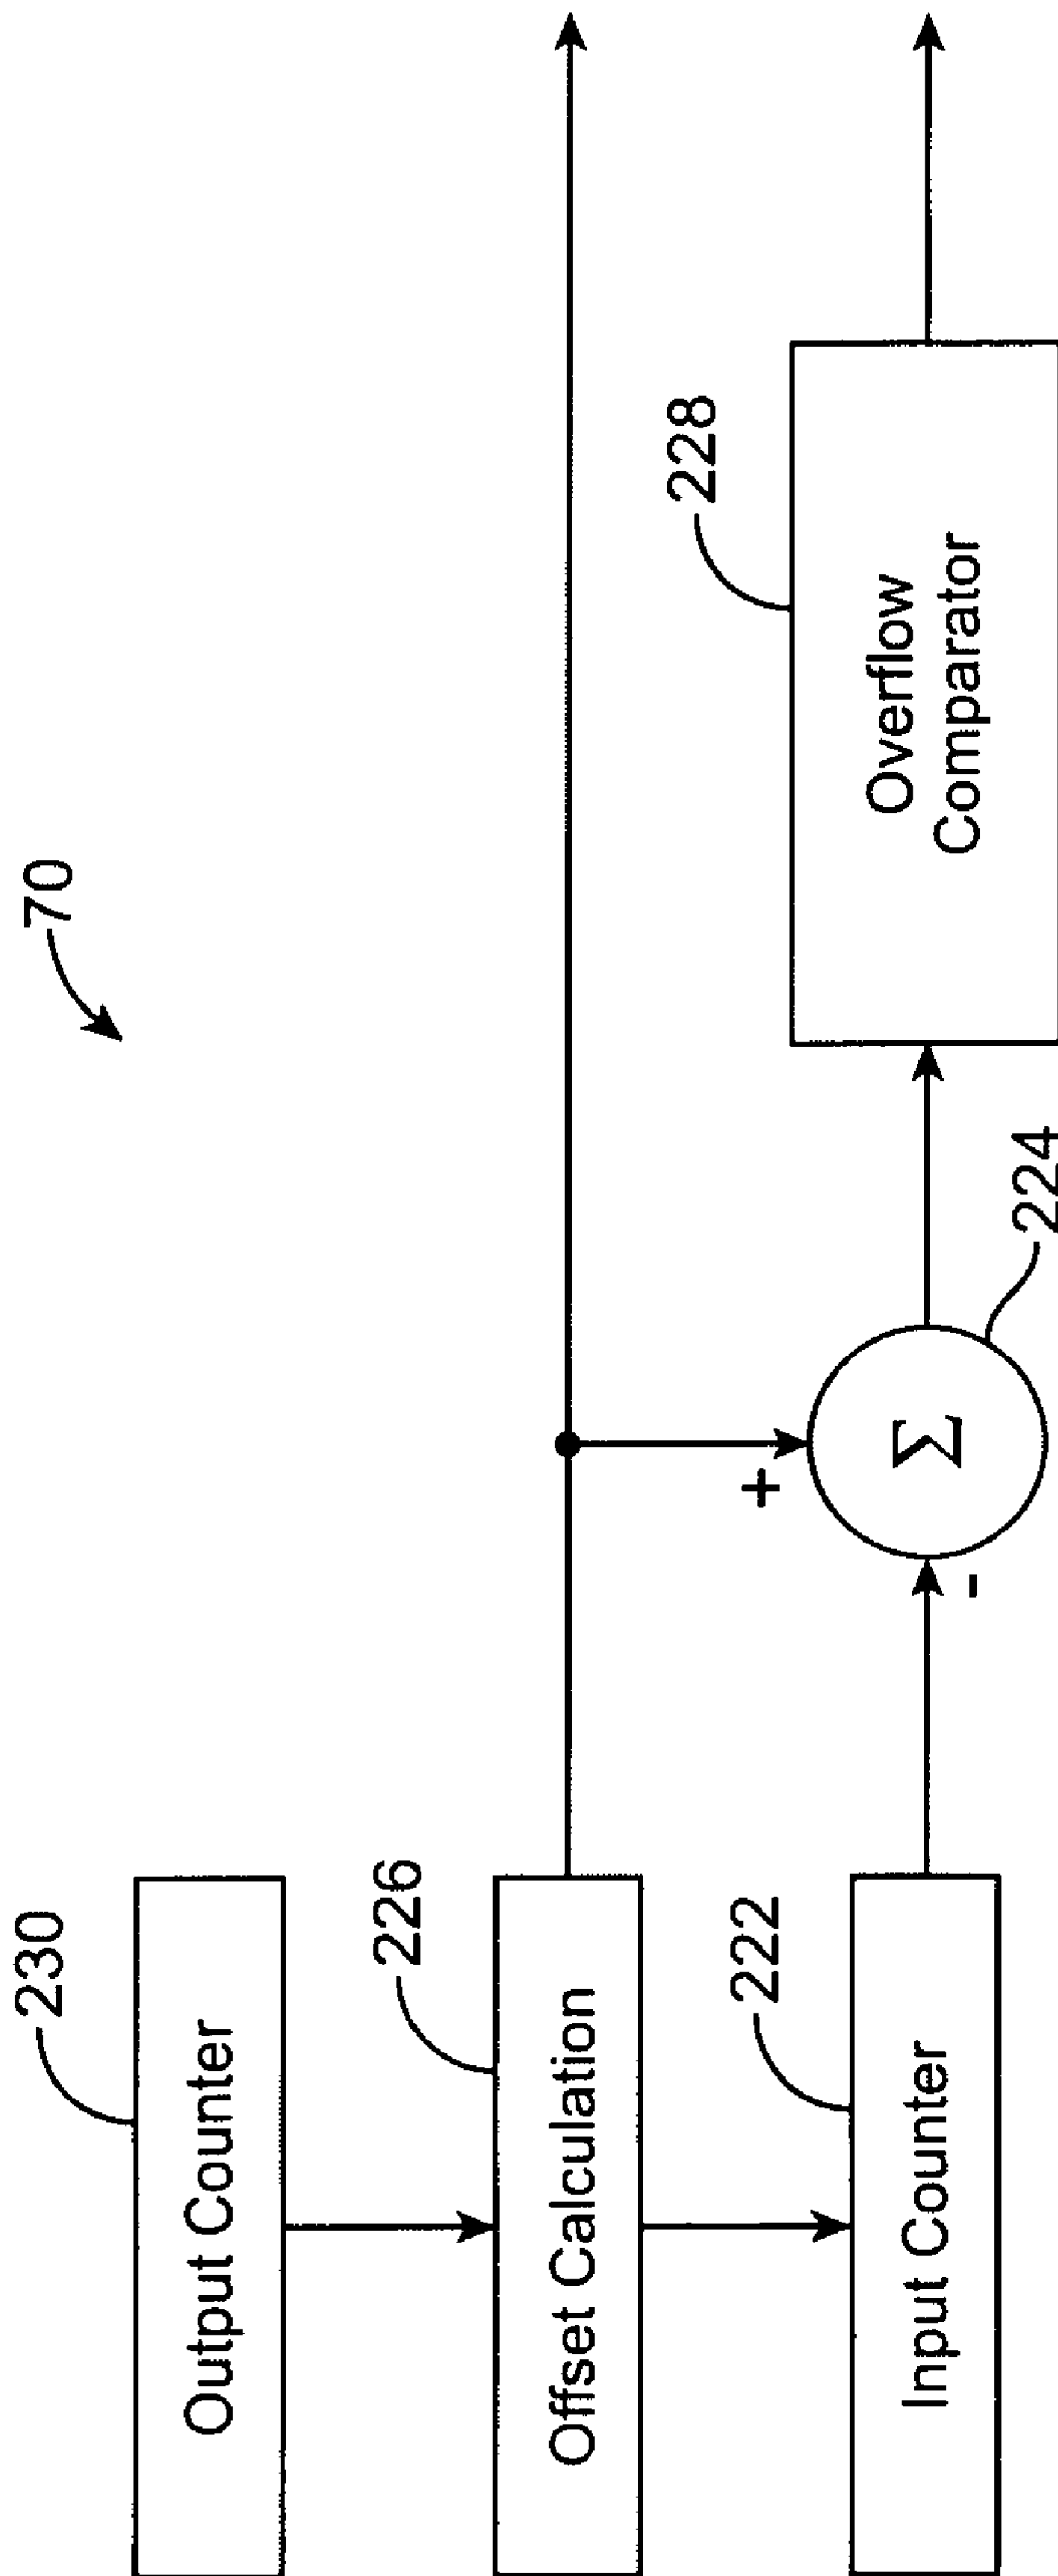 70
230
Output Counter
226
Offset Calculation
222
Input Counter
+
-
Σ
224
228
Overflow
Comparator